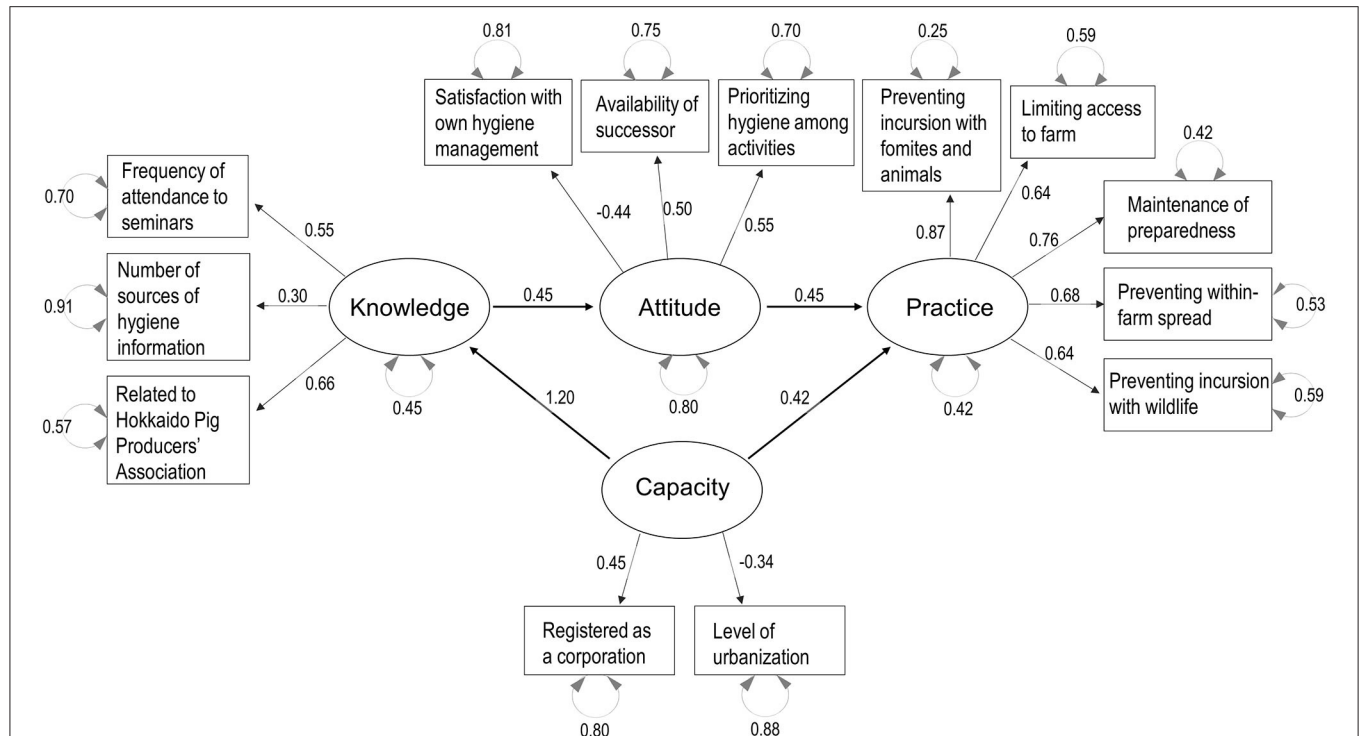 0.81
0.75
0.70
0.25
0.59
Satisfaction with
own hygiene
management
Availability of
successor
Prioritizing
hygiene among
activities
Preventing
incursion with
fomites and
animals
Limiting access
to farm
0.42
Frequency of
attendance to
seminars
0.70
0.55
-0.44
0.50
0.55
0.87
0.64
0.76
Maintenance of
preparedness
Number of
sources of
hygiene
information
0.91
0.30
Knowledge
0.45
Attitude
0.45
Practice
0.68
Preventing within-
farm spread
0.53
Related to
Hokkaido Pig
Producers'
Association
0.57
0.66
0.45
0.80
0.42
0.64
Preventing incursion
with wildlife
0.59
1.20
0.42
Capacity
0.45
-0.34
Registered as
a corporation
Level of
urbanization
0.80
0.88